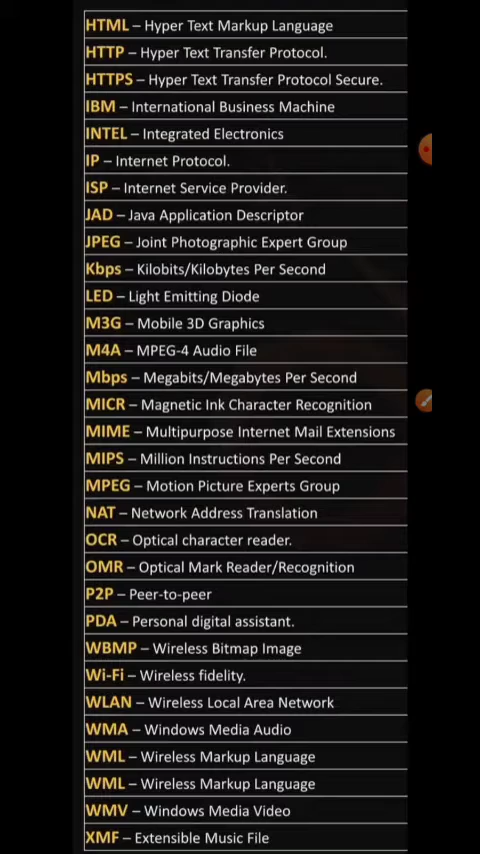 HTML – Hyper Text Markup Language
HTTP – Hyper Text Transfer Protocol.
HTTPS – Hyper Text Transfer Protocol Secure.
IBM – International Business Machine
INTEL – Integrated Electronics
IP – Internet Protocol.
ISP – Internet Service Provider.
JAD – Java Application Descriptor
JPEG – Joint Photographic Expert Group
Kbps – Kilobits/Kilobytes Per Second
LED – Light Emitting Diode
M3G – Mobile 3D Graphics
M4A – MPEG-4 Audio File
Mbps – Megabits/Megabytes Per Second
MICR – Magnetic Ink Character Recognition
MIME – Multipurpose Internet Mail Extensions
MIPS – Million Instructions Per Second
MPEG – Motion Picture Experts Group
NAT – Network Address Translation
OCR – Optical character reader.
OMR – Optical Mark Reader/Recognition
P2P – Peer-to-peer
PDA – Personal digital assistant.
WBMP – Wireless Bitmap Image
Wi-Fi – Wireless fidelity.
WLAN – Wireless Local Area Network
WMA – Windows Media Audio
WML – Wireless Markup Language
WML – Wireless Markup Language
WMV – Windows Media Video
XMF – Extensible Music File